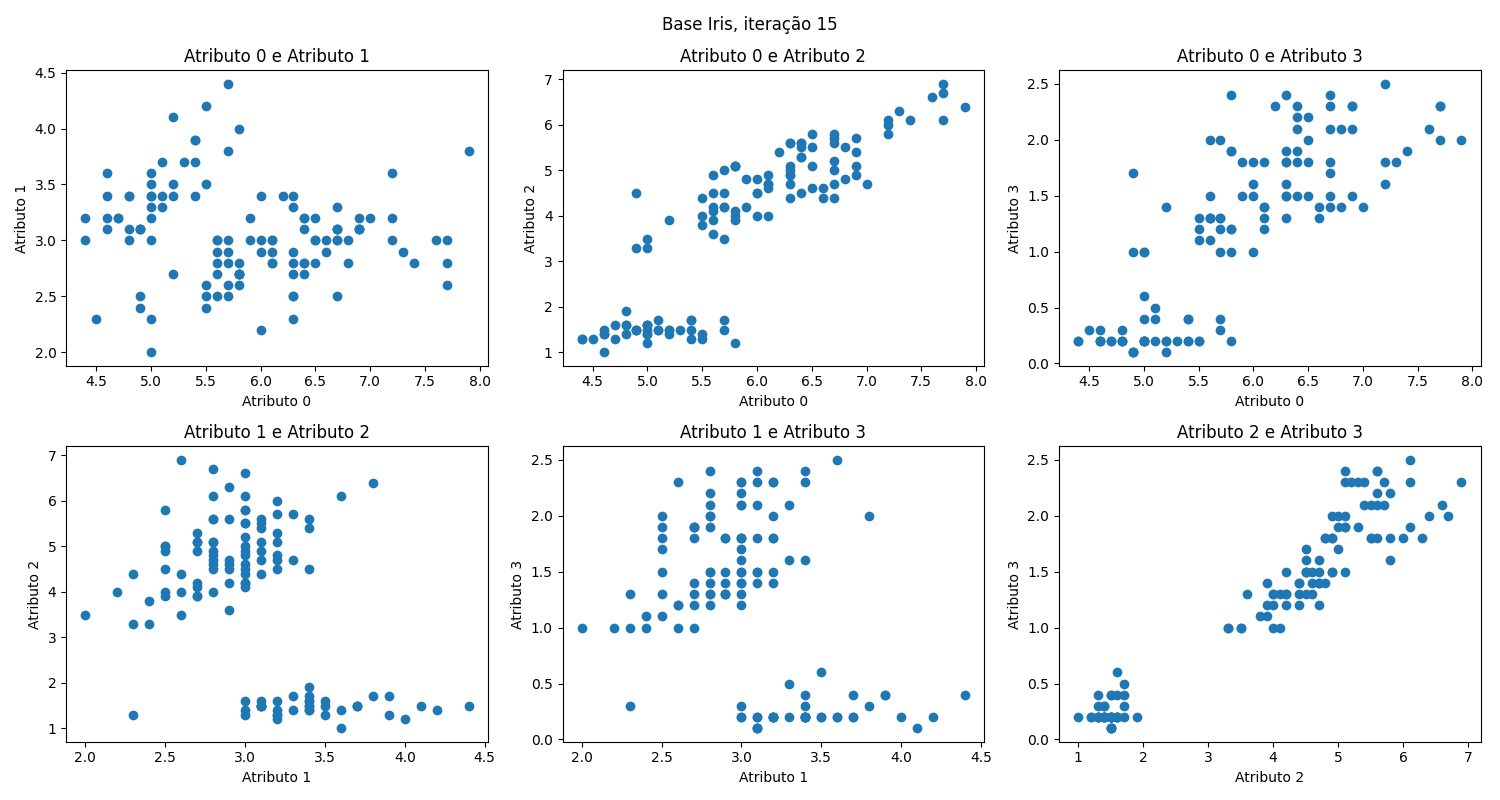 Base Iris, iteração 15
Atributo 0 e Atributo 1
4.5
4.0
3.5
3.0
2.5
2.0
Atributo 1
4.5 5.0 5.5 6.0 6.5 7.0 7.5 8.0
Atributo 0
Atributo 0 e Atributo 2
7
6
5
4
3
2
1
Atributo 2
4.5 5.0 5.5 6.0 6.5 7.0 7.5 8.0
Atributo 0
Atributo 0 e Atributo 3
2.5
2.0
1.5
1.0
0.5
0.0
Atributo 3
4.5 5.0 5.5 6.0 6.5 7.0 7.5 8.0
Atributo 0
Atributo 1 e Atributo 2
7
6
5
4
3
2
1
Atributo 2
2.0 2.5 3.0 3.5 4.0 4.5
Atributo 1
Atributo 1 e Atributo 3
2.5
2.0
1.5
1.0
0.5
0.0
Atributo 3
2.0 2.5 3.0 3.5 4.0 4.5
Atributo 1
Atributo 2 e Atributo 3
2.5
2.0
1.5
1.0
0.5
0.0
Atributo 3
1 2 3 4 5 6 7
Atributo 2